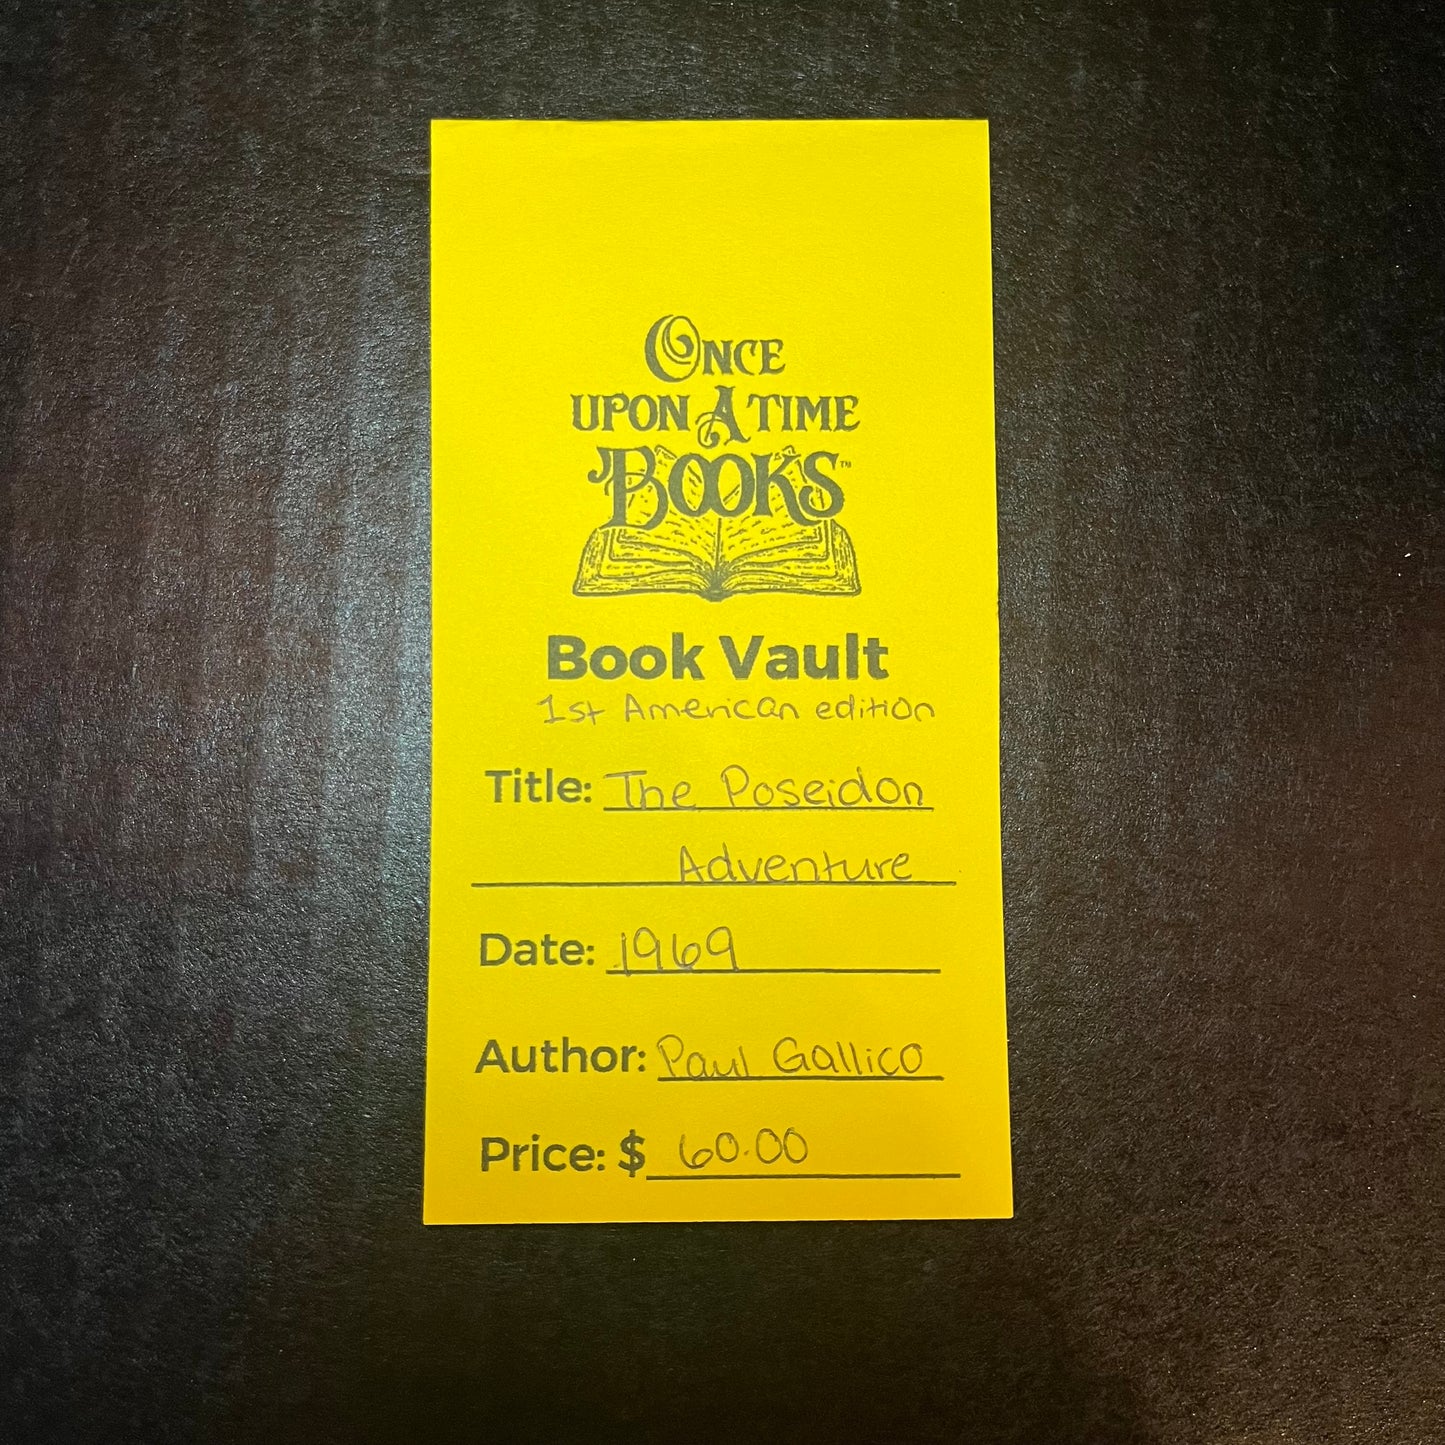 ONCE
UPON A TIME
BOOKS™
Book Vault
1st American edition
Title: The Poseidon
Adventure
Date: 1969
Author: Paul Gallico
Price: $ 60.00